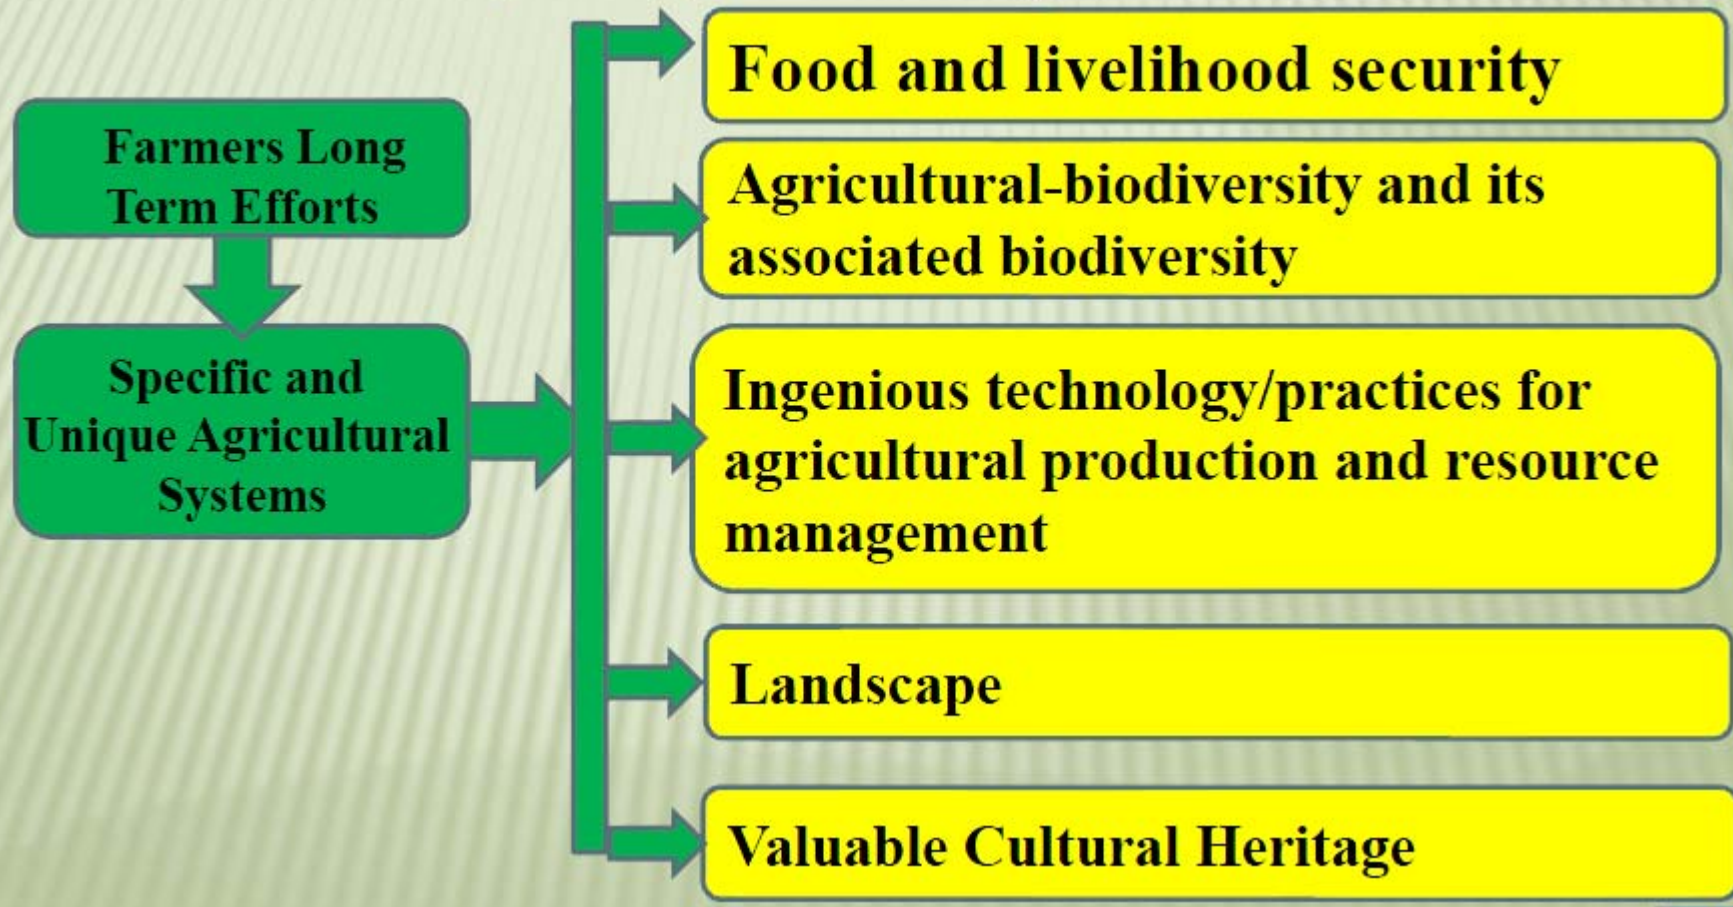 Farmers Long
Term Efforts
Specific and
Unique Agricultural
Systems
Food and livelihood security
Agricultural-biodiversity and its
associated biodiversity
Ingenious technology/practices for
agricultural production and resource
management
Landscape
Valuable Cultural Heritage